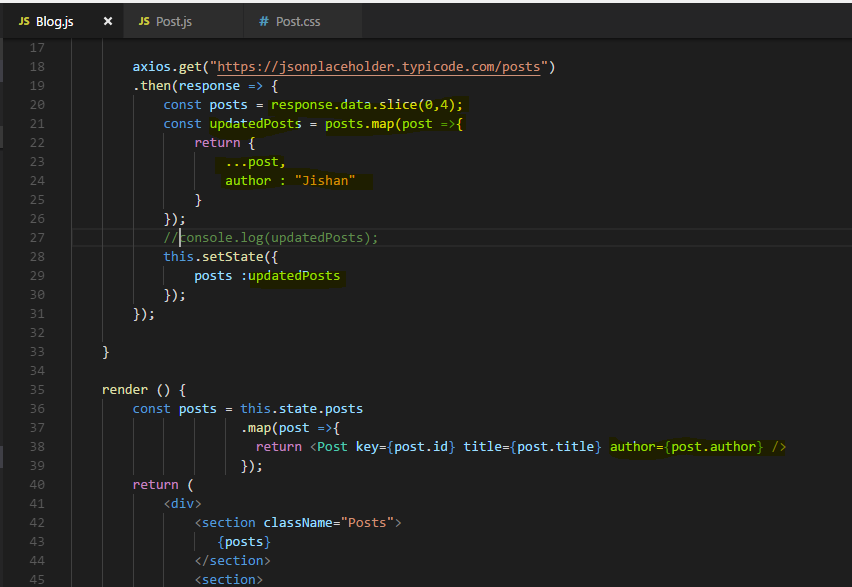 JS Blog.js × JS Post.js # Post.css
17
18 axios.get("https://jsonplaceholder.typicode.com/posts")
19 .then(response => {
20 const posts = response.data.slice(0,4);
21 const updatedPosts = posts.map(post =>{
22 return {
23 ...post,
24 author : "Jishan"
25 }
26 });
27 //console.log(updatedPosts);
28 this.setState({
29 posts :updatedPosts
30 });
31 });
32
33 }
34
35 render () {
36 const posts = this.state.posts
37 .map(post =>{
38 return <Post key={post.id} title={post.title} author={post.author} />
39 });
40 return (
41 <div>
42 <section className="Posts">
43 {posts}
44 </section>
45 <section>